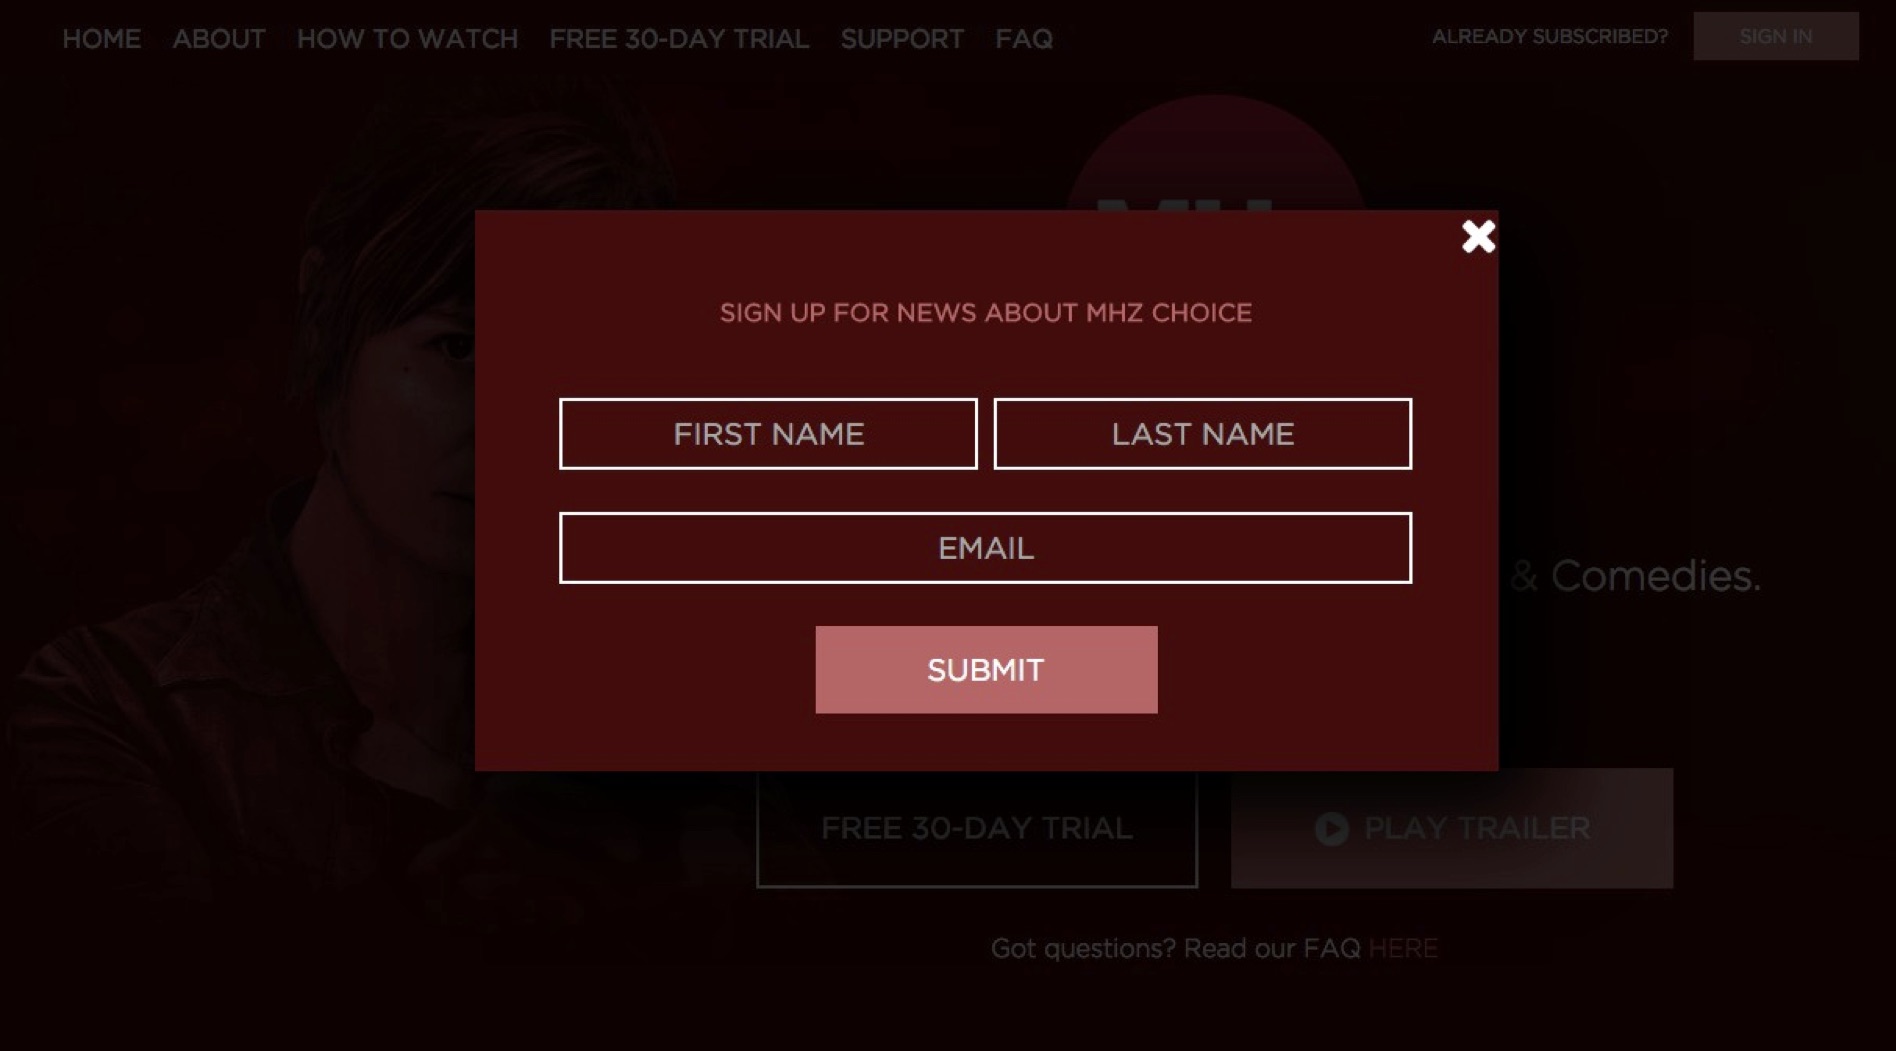 HOME ABOUT HOW TO WATCH FREE 30-DAY TRIAL SUPPORT FAQ ALREADY SUBSCRIBED? SIGN IN
SIGN UP FOR NEWS ABOUT MHZ CHOICE
FIRST NAME LAST NAME
EMAIL
& Comedies.
SUBMIT
FREE 30-DAY TRIAL PLAY TRAILER
Got questions? Read our FAQ HERE